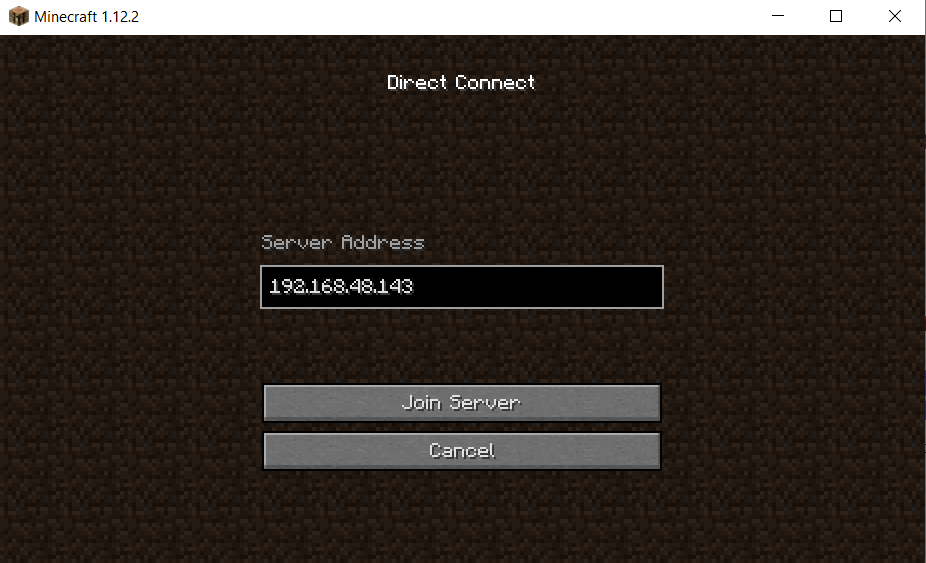 Minecraft 1.12.2
Direct Connect
Server Address
192.168.48.143
Join Server
Cancel